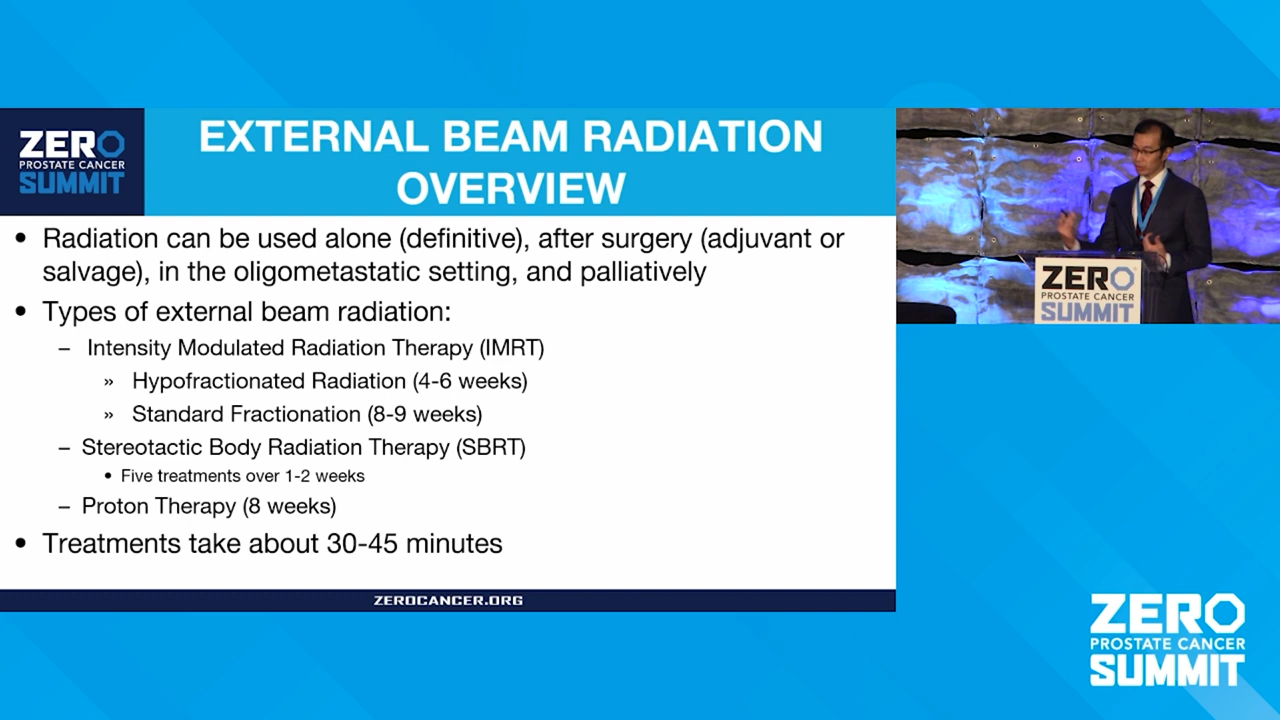 ZERO
PROSTATE CANCER
SUMMIT
EXTERNAL BEAM RADIATION
OVERVIEW
• Radiation can be used alone (definitive), after surgery (adjuvant or
salvage), in the oligometastatic setting, and palliatively
• Types of external beam radiation:
– Intensity Modulated Radiation Therapy (IMRT)
» Hypofractionated Radiation (4-6 weeks)
» Standard Fractionation (8-9 weeks)
– Stereotactic Body Radiation Therapy (SBRT)
• Five treatments over 1-2 weeks
– Proton Therapy (8 weeks)
• Treatments take about 30-45 minutes
ZEROCANCER.ORG
ZERO
PROSTATE CANCER
SUMMIT
ZERO
PROSTATE CANCER
SUMMIT